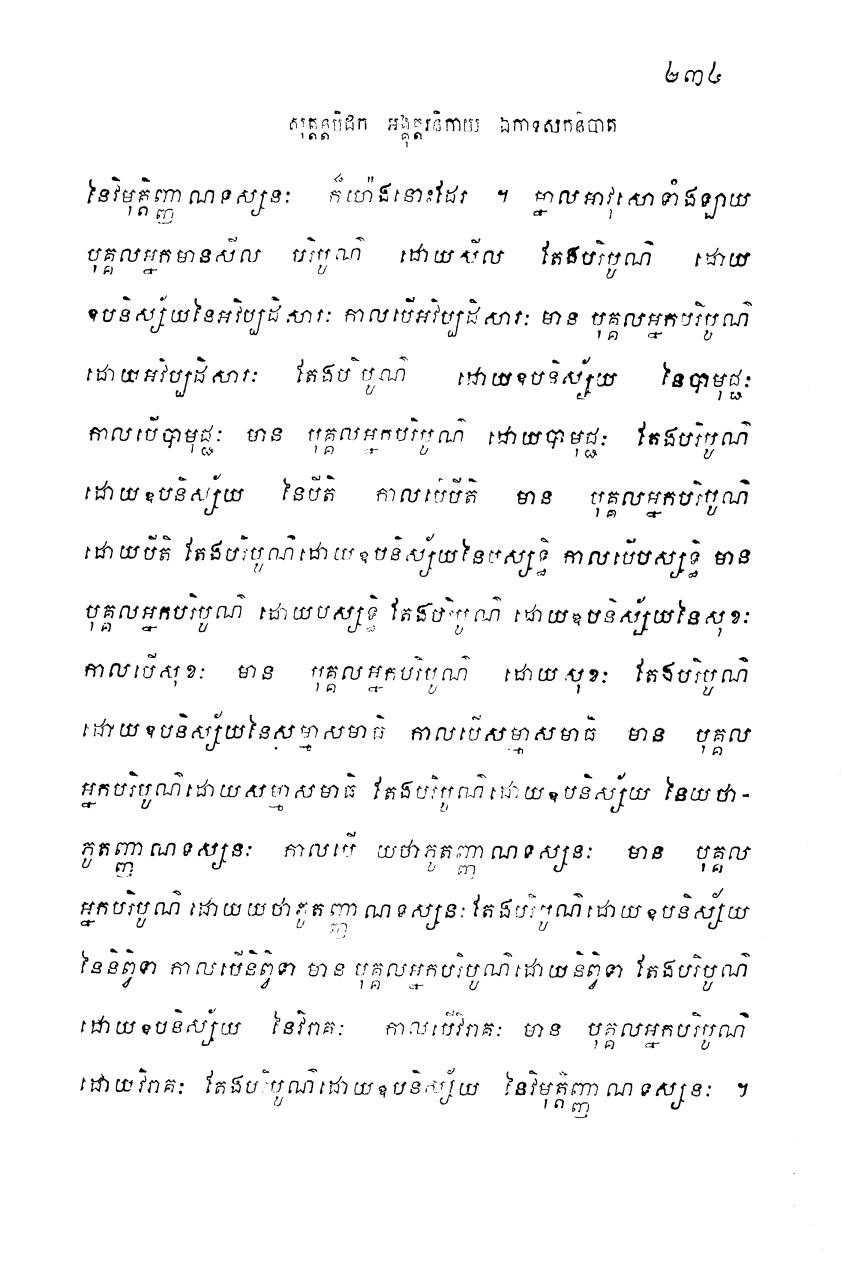 ២៣៤
សុត្តន្តបិដក អង្គុត្តរនិកាយ ឯកាទសកនិបាត
នៃវិមុត្តិញ្ញាណទស្សនៈ ក៏យ៉ាងនោះដែរ ។ ម្នាលអាវុសោទាំងឡាយ
បុគ្គលអ្នកមានសីល បរិបូណ៌ ដោយសីល តែងបរិបូណ៌ ដោយ
ឧបនិស្ស័យនៃអវិប្បដិសារៈ កាលបើអវិប្បដិសារៈ មាន បុគ្គលអ្នកបរិបូណ៌
ដោយអវិប្បដិសារៈ តែងបរិបូណ៌ ដោយឧបនិស្ស័យ នៃបាមុជ្ជៈ
កាលបើបាមុជ្ជៈ មាន បុគ្គលអ្នកបរិបូណ៌ ដោយបាមុជ្ជៈ តែងបរិបូណ៌
ដោយឧបនិស្ស័យ នៃបីតិ កាលបើបីតិ មាន បុគ្គលអ្នកបរិបូណ៌
ដោយបីតិ តែងបរិបូណ៌ដោយឧបនិស្ស័យនៃបស្សទ្ធិ កាលបើបស្សទ្ធិ មាន
បុគ្គលអ្នកបរិបូណ៌ ដោយបស្សទ្ធិ តែងបរិបូណ៌ ដោយឧបនិស្ស័យនៃសុខៈ
កាលបើសុខៈ មាន បុគ្គលអ្នកបរិបូណ៌ ដោយសុខៈ តែងបរិបូណ៌
ដោយឧបនិស្ស័យនៃសម្មាសមាធិ កាលបើសម្មាសមាធិ មាន បុគ្គល
អ្នកបរិបូណ៌ដោយសម្មាសមាធិ តែងបរិបូណ៌ដោយឧបនិស្ស័យ នៃយថា-
ភូតញ្ញាណទស្សនៈ កាលបើ យថាភូតញ្ញាណទស្សនៈ មាន បុគ្គល
អ្នកបរិបូណ៌ ដោយយថាភូតញ្ញាណទស្សនៈ តែងបរិបូណ៌ដោយឧបនិស្ស័យ
នៃនិព្វិទា កាលបើនិព្វិទា មាន បុគ្គលអ្នកបរិបូណ៌ដោយនិព្វិទា តែងបរិបូណ៌
ដោយឧបនិស្ស័យ នៃវិរាគៈ កាលបើវិរាគៈ មាន បុគ្គលអ្នកបរិបូណ៌
ដោយវិរាគៈ តែងបរិបូណ៌ដោយឧបនិស្ស័យ នៃវិមុត្តិញ្ញាណទស្សនៈ ។